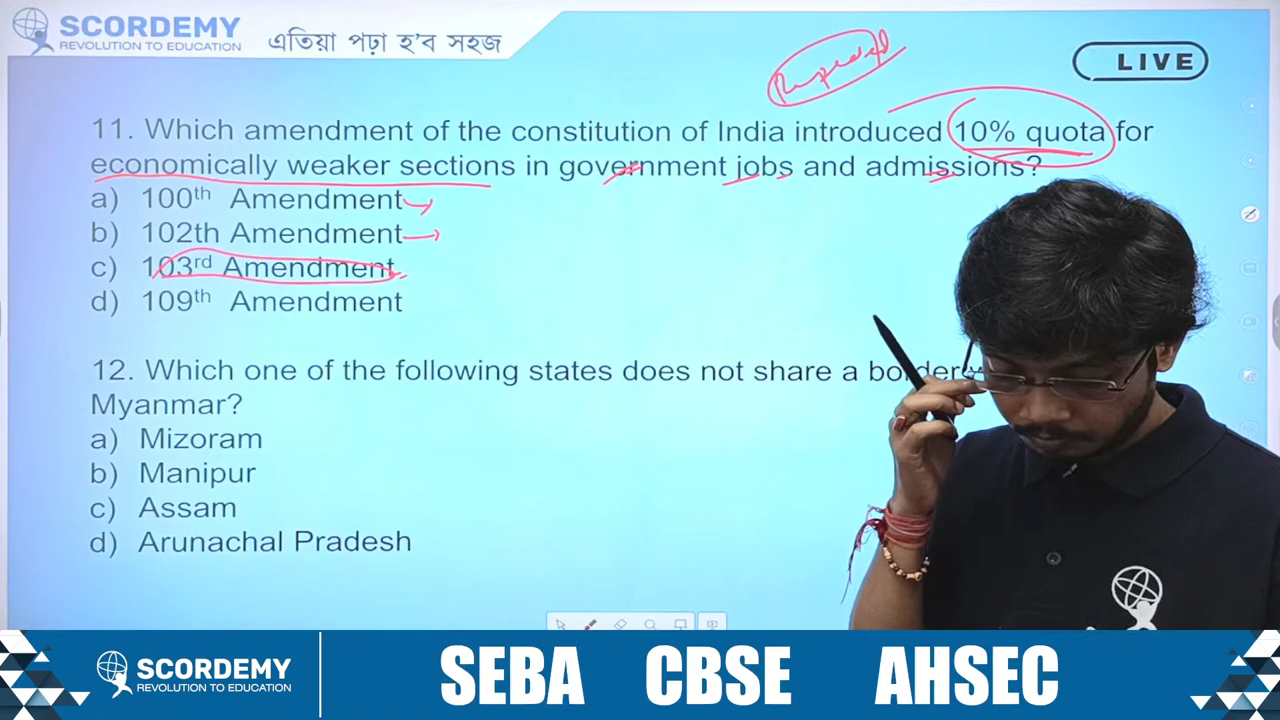 SCORDEMY
REVOLUTION TO EDUCATION
এতিয়া পঢ়া হ'ব সহজ
LIVE
11. Which amendment of the constitution of India introduced 10% quota for
economically weaker sections in government jobs and admissions?
a) 100th Amendment
b) 102th Amendment
c) 103rd Amendment
d) 109th Amendment
12. Which one of the following states does not share a border
Myanmar?
a) Mizoram
b) Manipur
c) Assam
d) Arunachal Pradesh
SCORDEMY
REVOLUTION TO EDUCATION
SEBA CBSE AHSEC